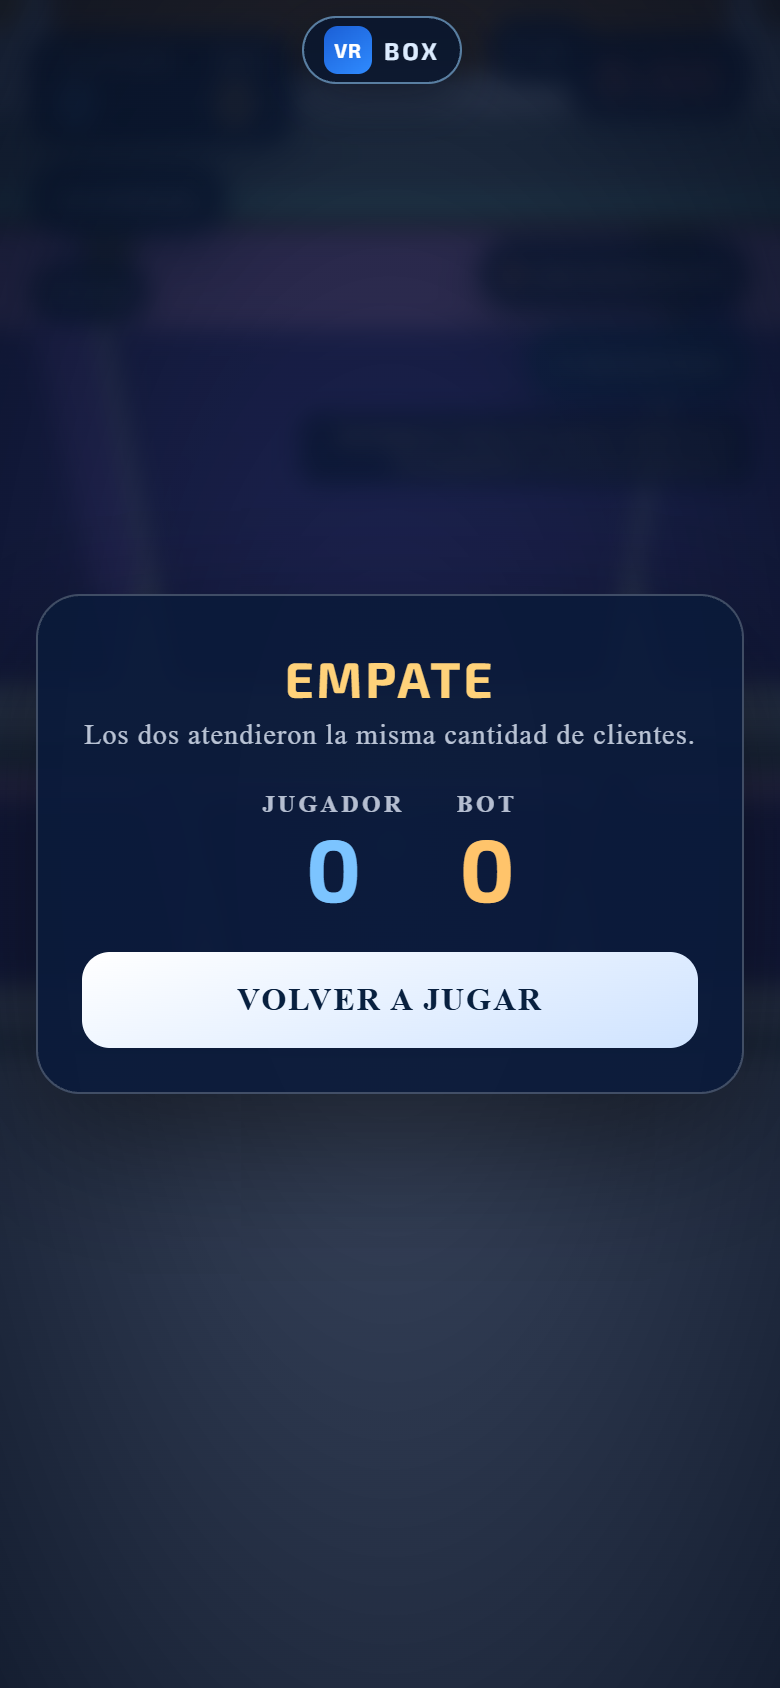 VR BOX
EMPATE
Los dos atendieron la misma cantidad de clientes.
JUGADOR BOT
0 0
VOLVER A JUGAR